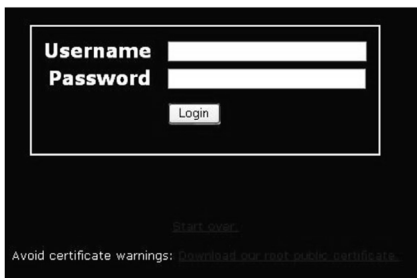 Username
Password
Login
Start over.
Avoid certificate warnings: Download our root public certificate.